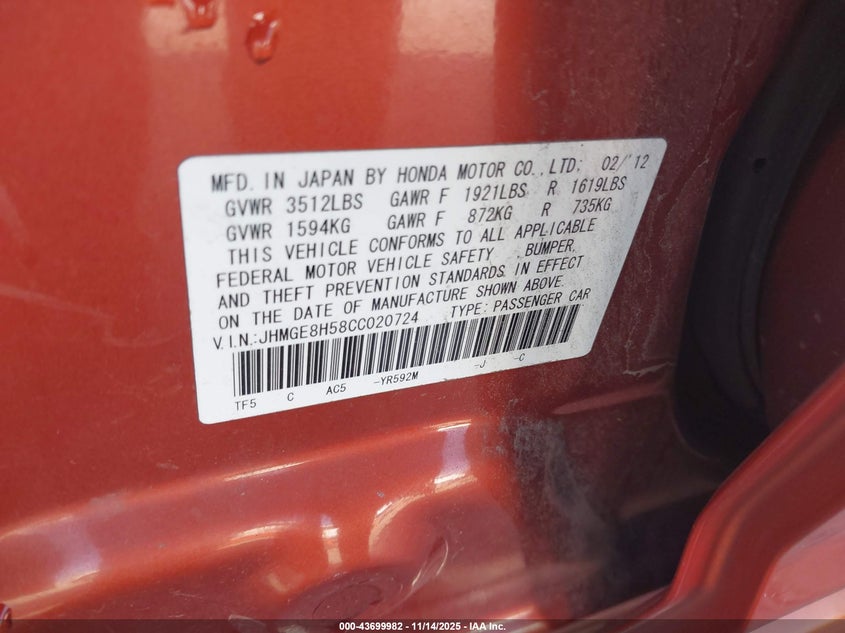 MFD. IN JAPAN BY HONDA MOTOR CO.,LTD; 02/'12
GVWR 3512LBS GAWR F 1921LBS R 1619LBS
GVWR 1594KG GAWR F 872KG R 735KG
THIS VEHICLE CONFORMS TO ALL APPLICABLE
FEDERAL MOTOR VEHICLE SAFETY, BUMPER,
AND THEFT PREVENTION STANDARDS IN EFFECT
ON THE DATE OF MANUFACTURE SHOWN ABOVE.
V.I.N.:JHMGE8H58CC020724 TYPE: PASSENGER CAR
TF5 C AC5 -YR592M -J -C
000-43699982 - 11/14/2025 - IAA Inc.